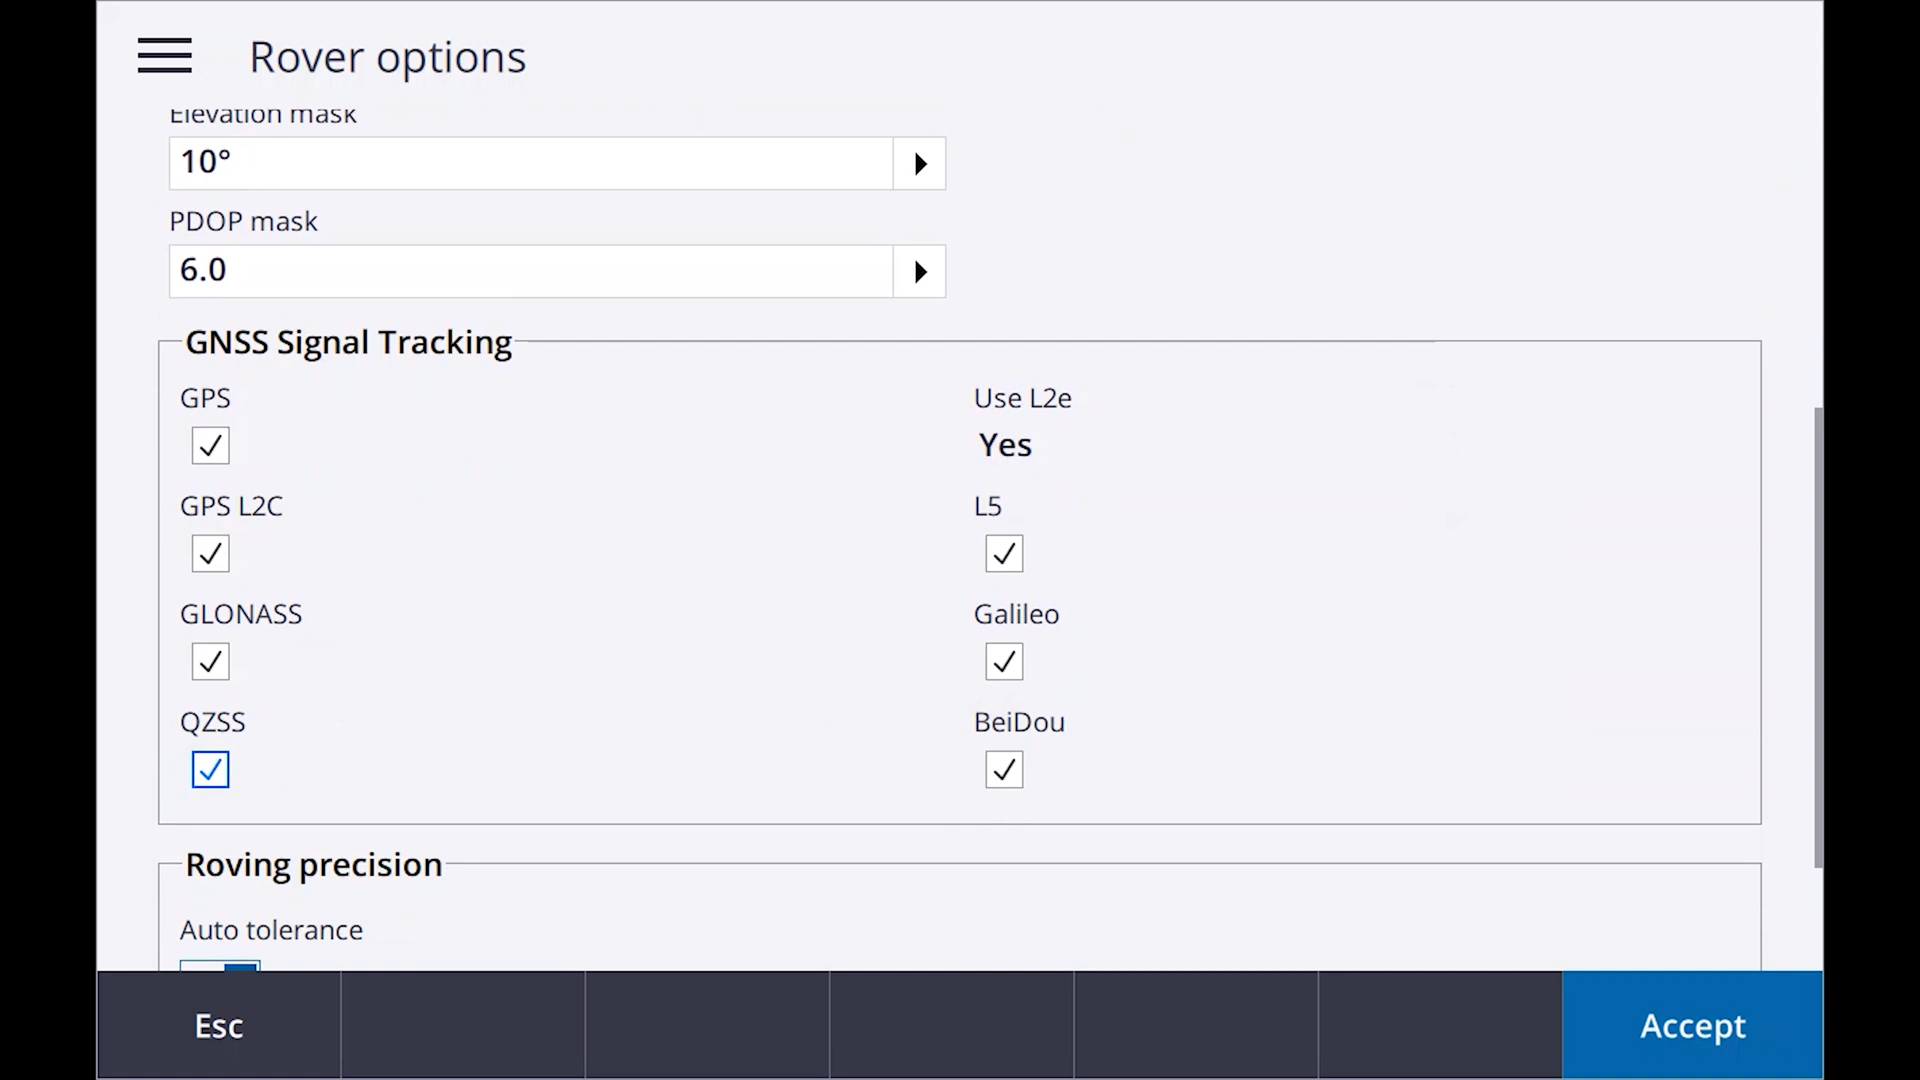 Rover options
Elevation mask
10°
PDOP mask
6.0
GNSS Signal Tracking
GPS
Use L2e
Yes
GPS L2C
L5
GLONASS
Galileo
QZSS
BeiDou
Roving precision
Auto tolerance
Esc
Accept